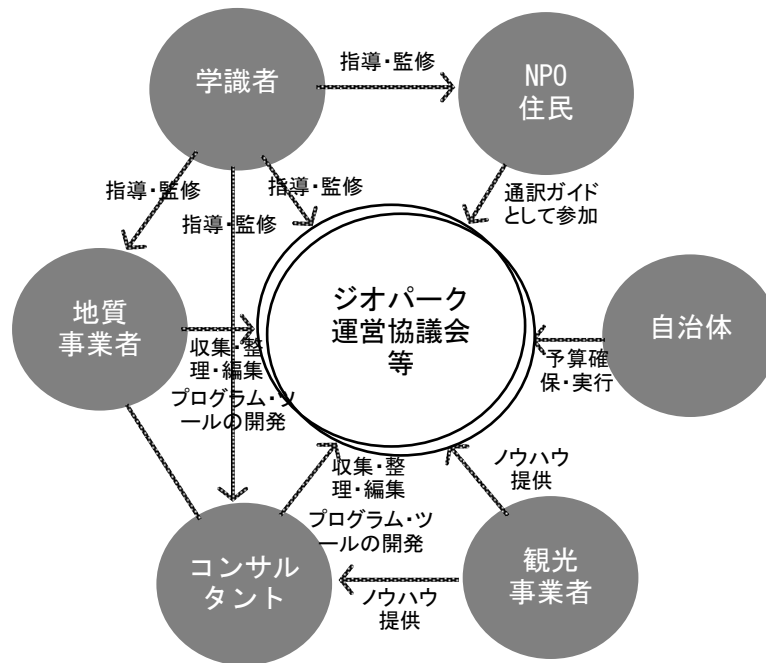 学識者
指導・監修
NPO
住民
指導・監修
指導・監修
指導・監修
通訳ガイド
として参加
地質
事業者
ジオパーク
運営協議会
等
自治体
収集・整
理・編集
プログラム・ツ
ールの開発
予算確
保・実行
収集・整
理・編集
プログラム・ツ
ールの開発
ノウハウ
提供
コンサル
タント
ノウハウ
提供
観光
事業者